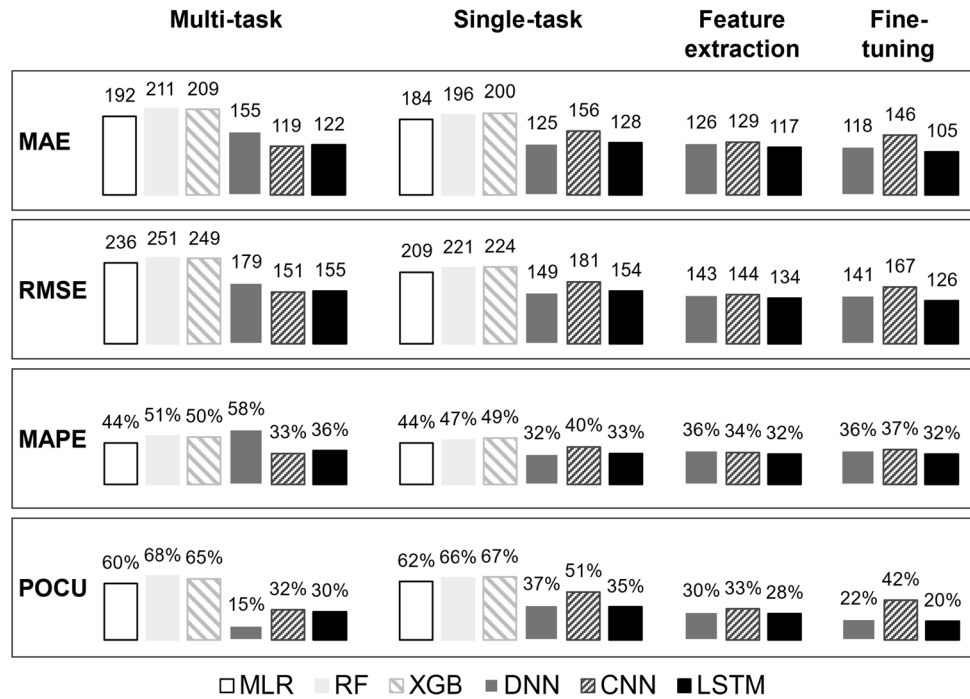 Multi-task Single-task Feature extraction Fine-tuning
MAE
192 211 209 155 119 122 184 196 200 125 156 128 126 129 117 118 146 105
RMSE
236 251 249 179 151 155 209 221 224 149 181 154 143 144 134 141 167 126
MAPE
44% 51% 50% 58% 33% 36% 44% 47% 49% 32% 40% 33% 36% 34% 32% 36% 37% 32%
POCU
60% 68% 65% 15% 32% 30% 62% 66% 67% 37% 51% 35% 30% 33% 28% 22% 42% 20%
MLR RF XGB DNN CNN LSTM